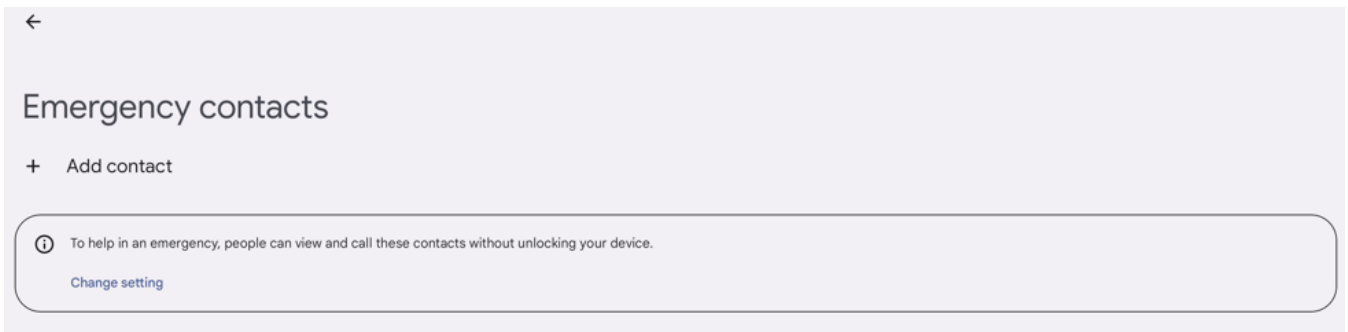 Emergency contacts
+ Add contact
To help in an emergency, people can view and call these contacts without unlocking your device.
Change setting